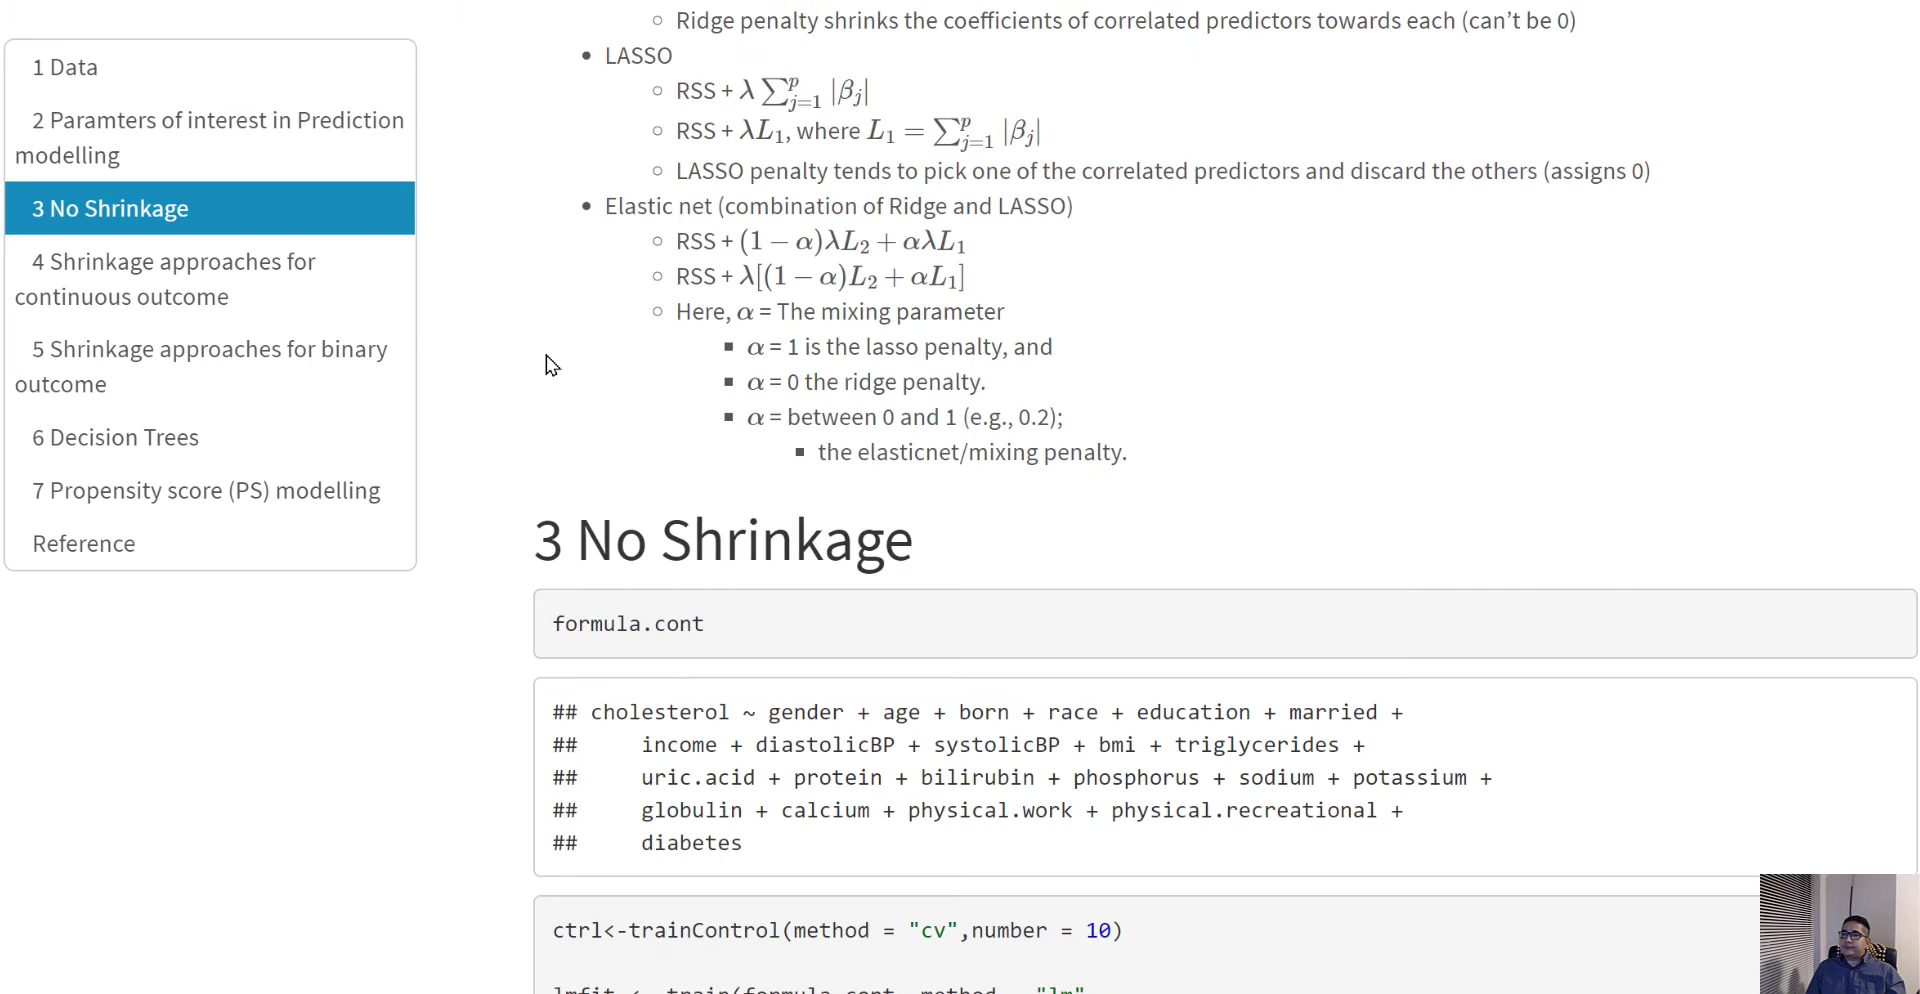 1 Data
2 Paramters of interest in Prediction
modelling
3 No Shrinkage
4 Shrinkage approaches for
continuous outcome
5 Shrinkage approaches for binary
outcome
6 Decision Trees
7 Propensity score (PS) modelling
Reference
Ridge penalty shrinks the coefficients of correlated predictors towards each (can’t be 0)
LASSO
RSS + λ ∑_{j=1}^{p} |β_j|
RSS + λL₁, where L₁ = ∑_{j=1}^{p} |β_j|
LASSO penalty tends to pick one of the correlated predictors and discard the others (assigns 0)
Elastic net (combination of Ridge and LASSO)
RSS + (1 − α)λL₂ + αλL₁
RSS + λ[(1 − α)L₂ + αL₁]
Here, α = The mixing parameter
α = 1 is the lasso penalty, and
α = 0 the ridge penalty.
α = between 0 and 1 (e.g., 0.2);
the elasticnet/mixing penalty.
3 No Shrinkage
formula.cont
## cholesterol ~ gender + age + born + race + education + married +
##     income + diastolicBP + systolicBP + bmi + triglycerides +
##     uric.acid + protein + bilirubin + phosphorus + sodium + potassium +
##     globulin + calcium + physical.work + physical.recreational +
##     diabetes
ctrl<-trainControl(method = "cv",number = 10)